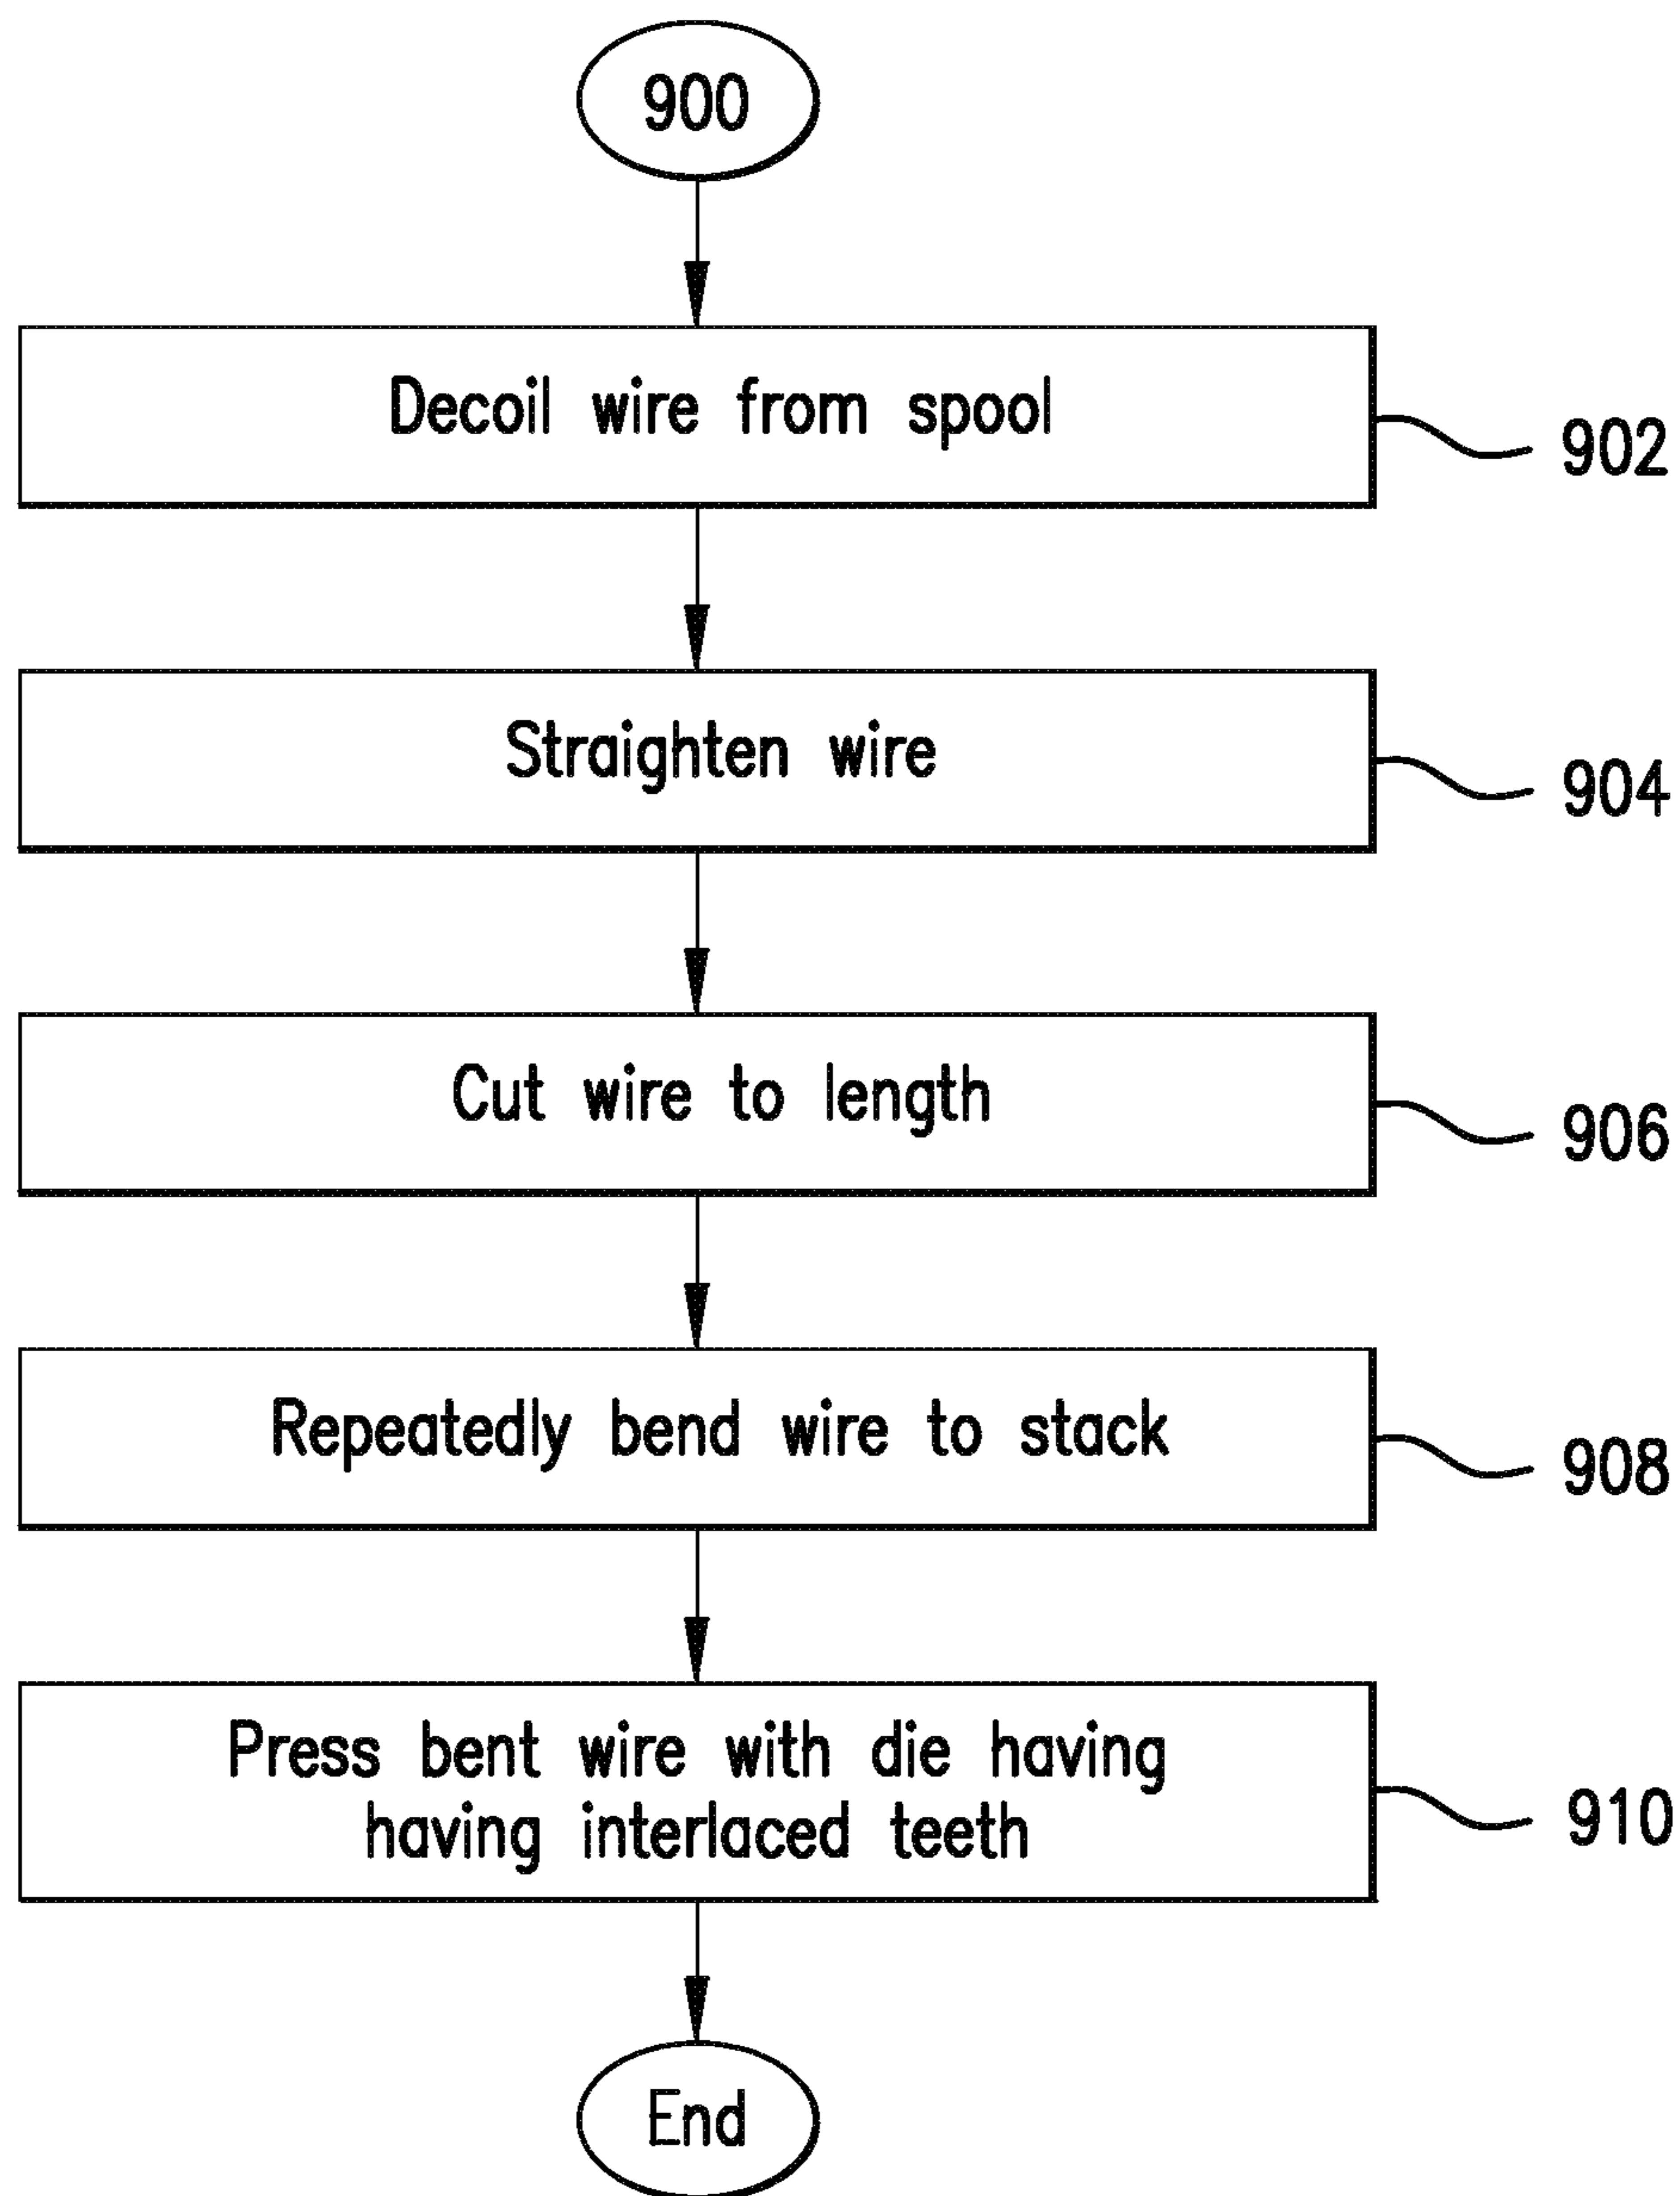 900
Decoil wire from spool
902
Straighten wire
904
Cut wire to length
906
Repeatedly bend wire to stack
908
Press bent wire with die having
having interlaced teeth
910
End